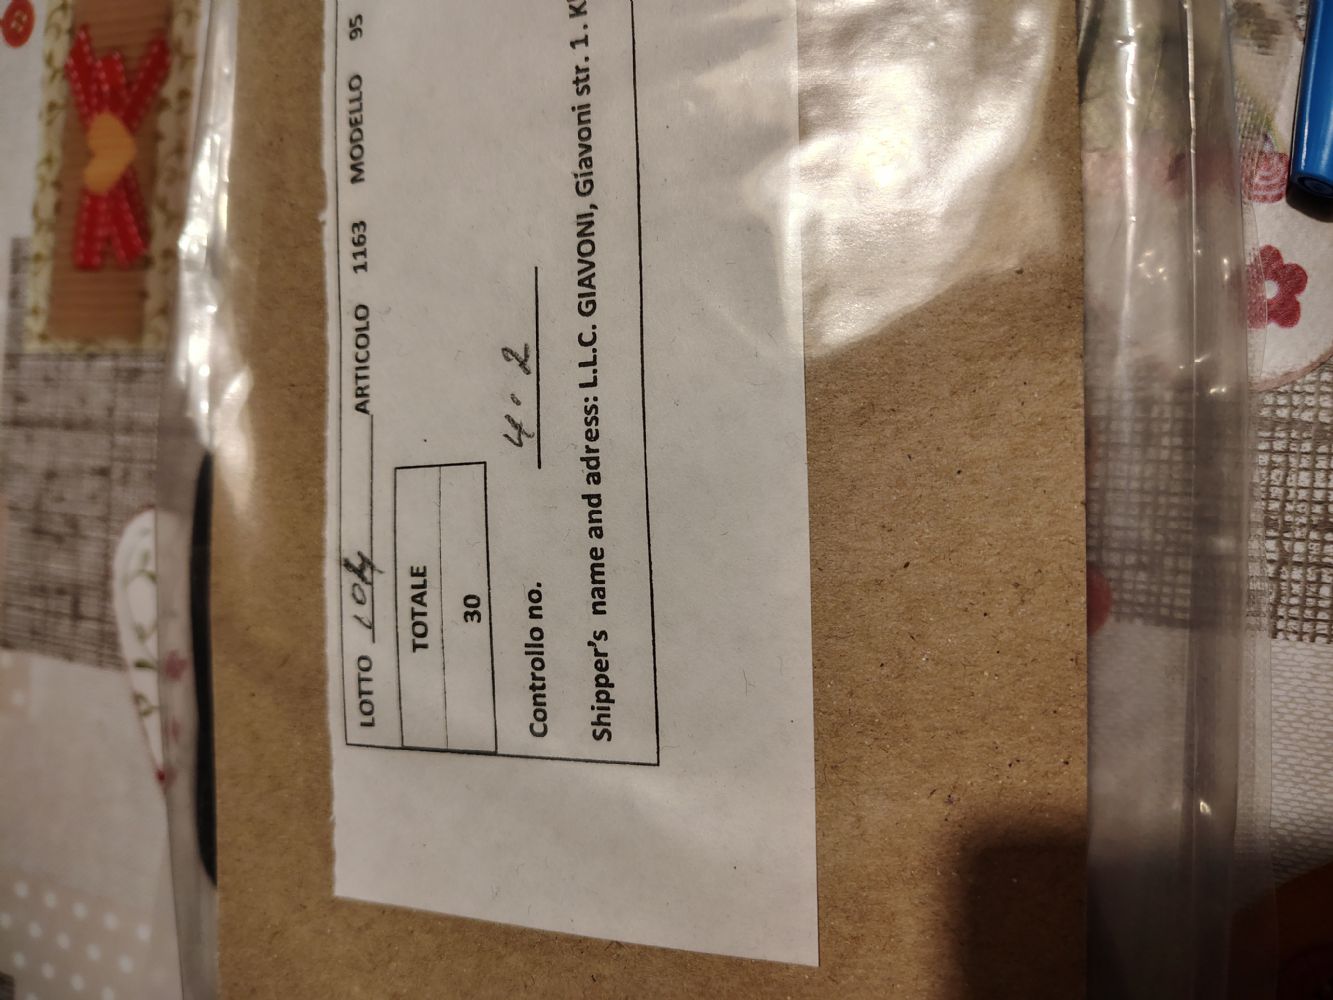 LOTTO 104 ARTICOLO 1163 MODELLO 95
TOTALE
30
Controllo no. 4.2
Shipper's name and adress: L.L.C. GIAVONI, Giavoni str. 1. K